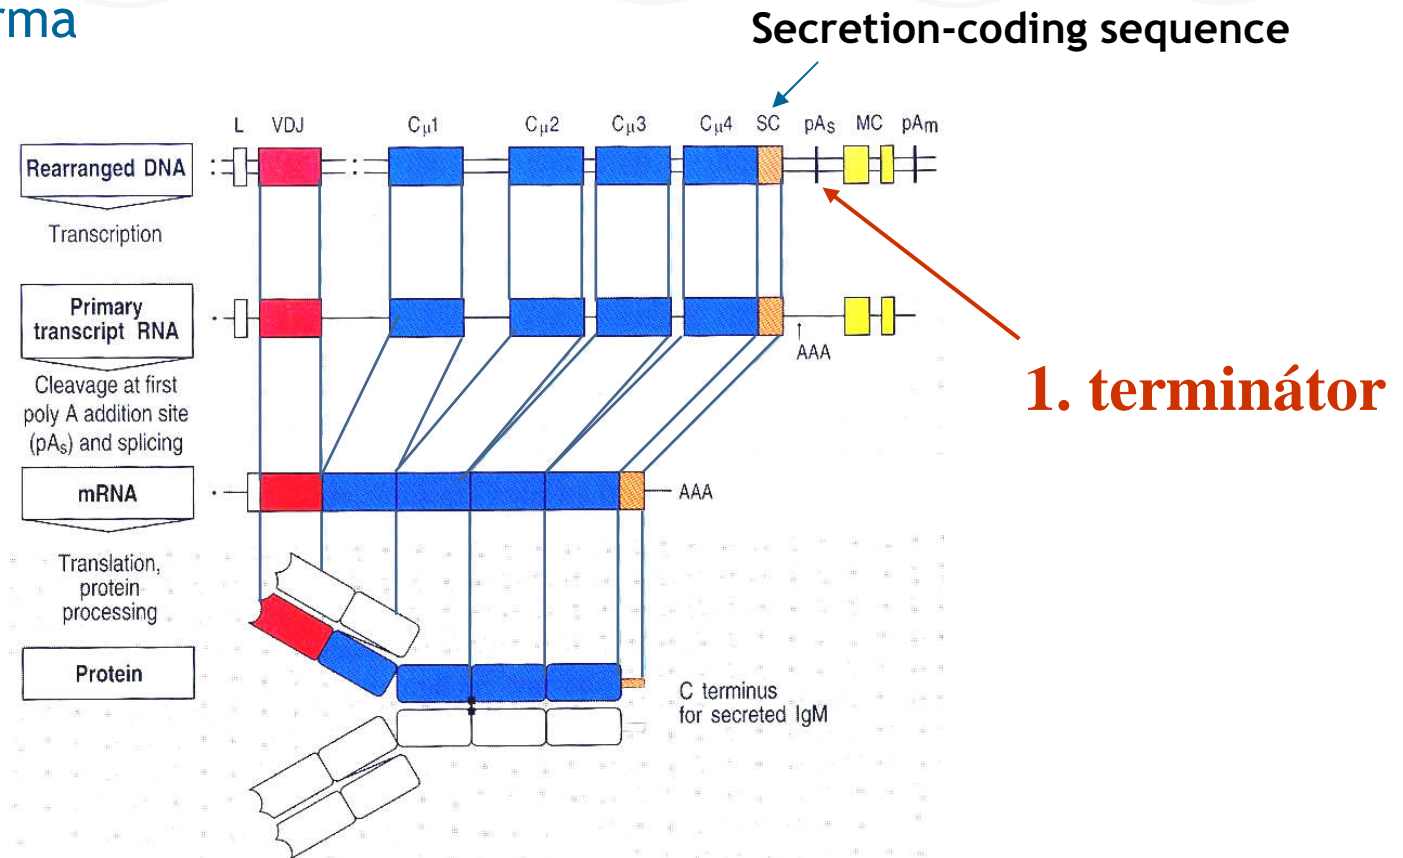 rma
Secretion-coding sequence
L VDJ Cμ1 Cμ2 Cμ3 Cμ4 SC pAs MC pAm
Rearranged DNA
Transcription
Primary
transcript RNA
AAA
1. terminátor
Cleavage at first
poly A addition site
(pAs) and splicing
mRNA
AAA
Translation,
protein
processing
Protein
C terminus
for secreted IgM